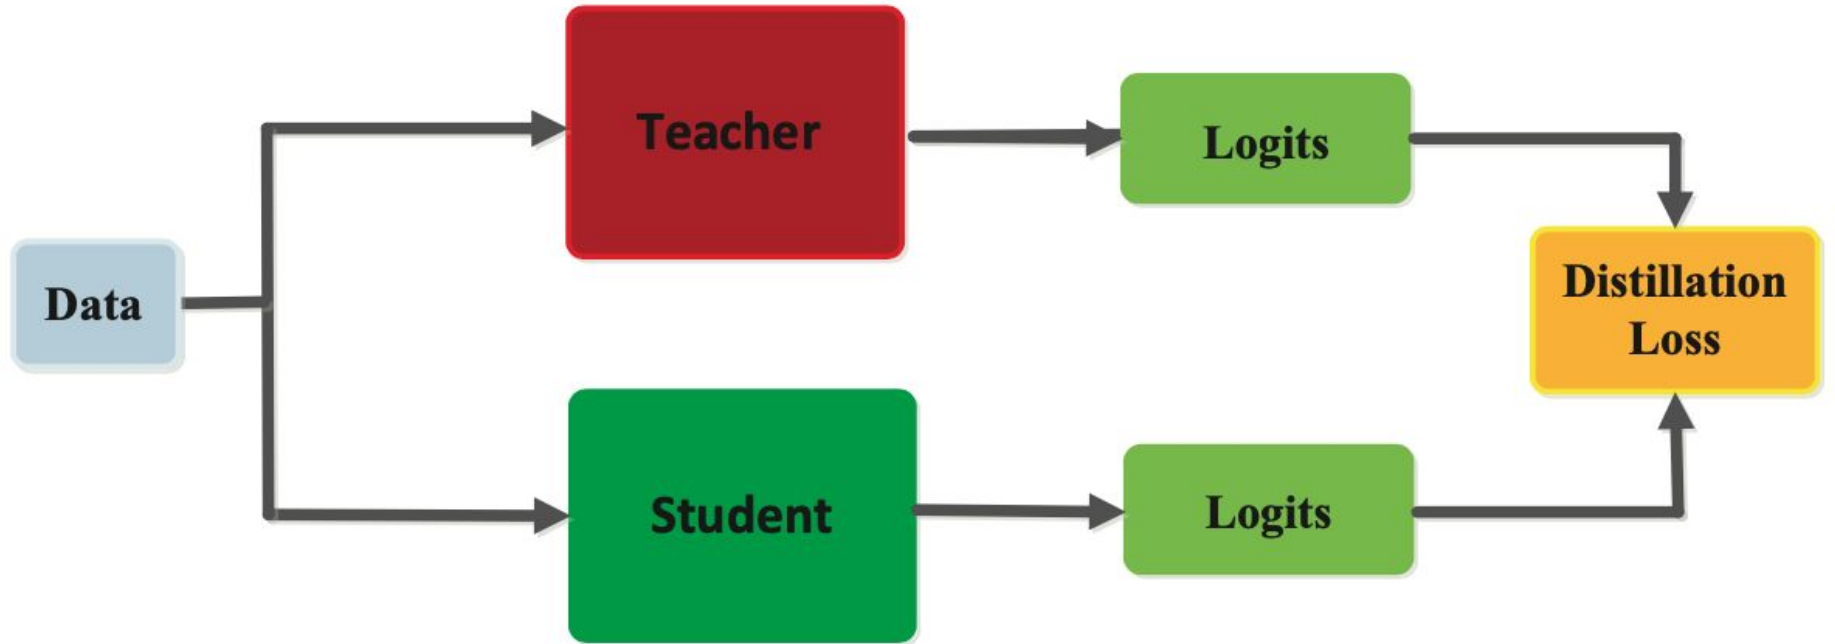 Teacher
Logits
Data
Distillation
Loss
Student
Logits